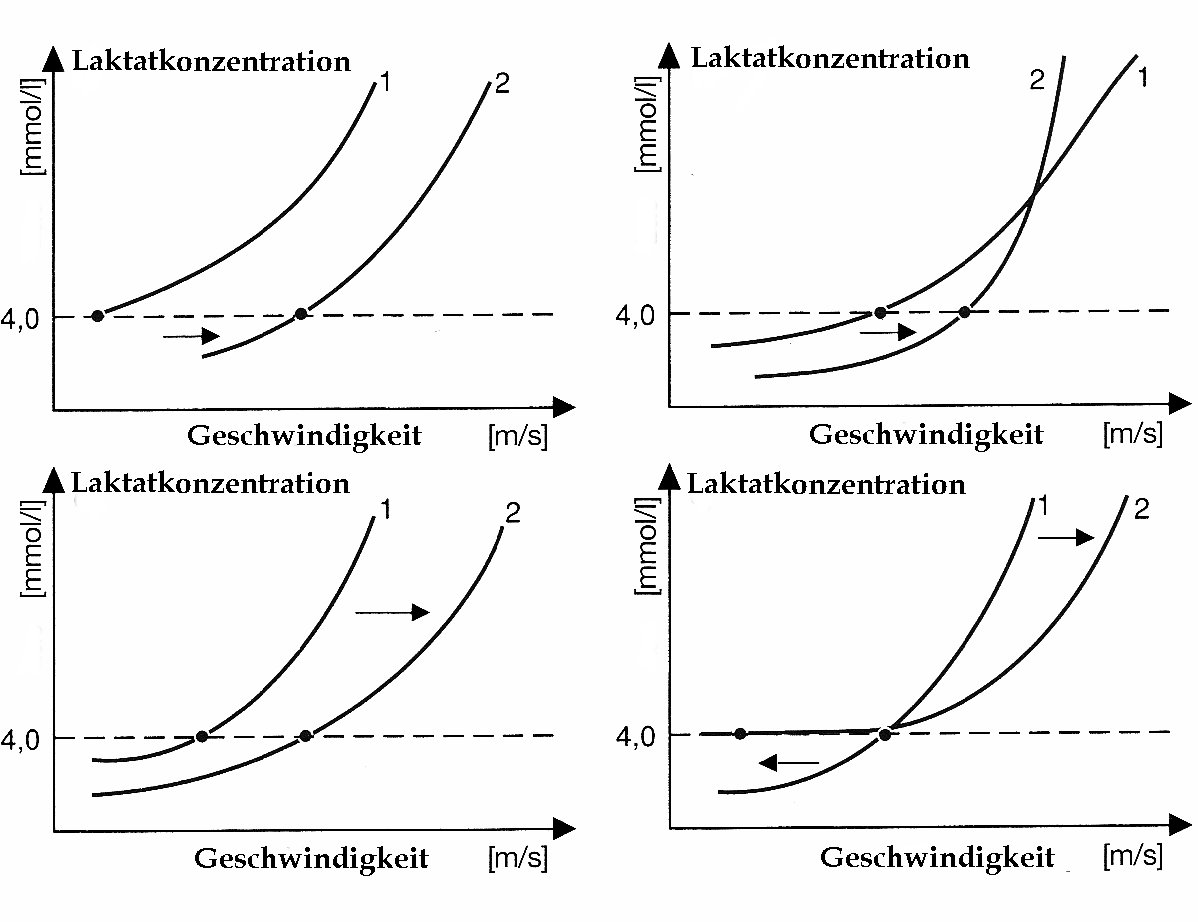 Laktatkonzentration
[mmol/l]
1
2
4,0
Geschwindigkeit [m/s]
Laktatkonzentration
[mmol/l]
2
1
4,0
Geschwindigkeit [m/s]
Laktatkonzentration
[mmol/l]
1
2
4,0
Geschwindigkeit [m/s]
Laktatkonzentration
[mmol/l]
1
2
4,0
Geschwindigkeit [m/s]